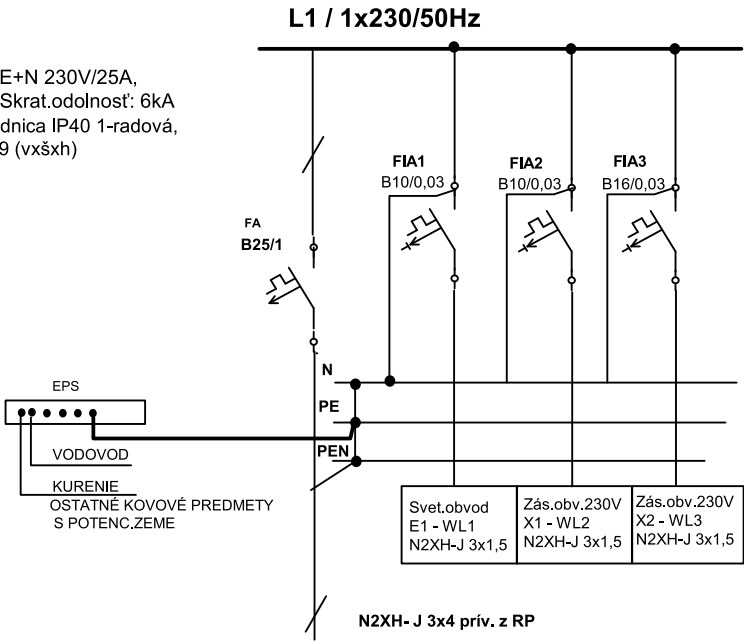 L1 / 1x230/50Hz
E+N 230V/25A,
Skrat.odolnosť: 6kA
dnica IP40 1-radová,
9 (vxšxh)
FIA1
B10/0,03
FIA2
B10/0,03
FIA3
B16/0,03
FA
B25/1
N
PE
PEN
EPS
VODOVOD
KURENIE
OSTATNÉ KOVOVÉ PREDMETY
S POTENC.ZEME
Svet.obvod
E1 - WL1
N2XH-J 3x1,5
Zás.obv.230V
X1 - WL2
N2XH-J 3x1,5
Zás.obv.230V
X2 - WL3
N2XH-J 3x1,5
N2XH- J 3x4 prív. z RP